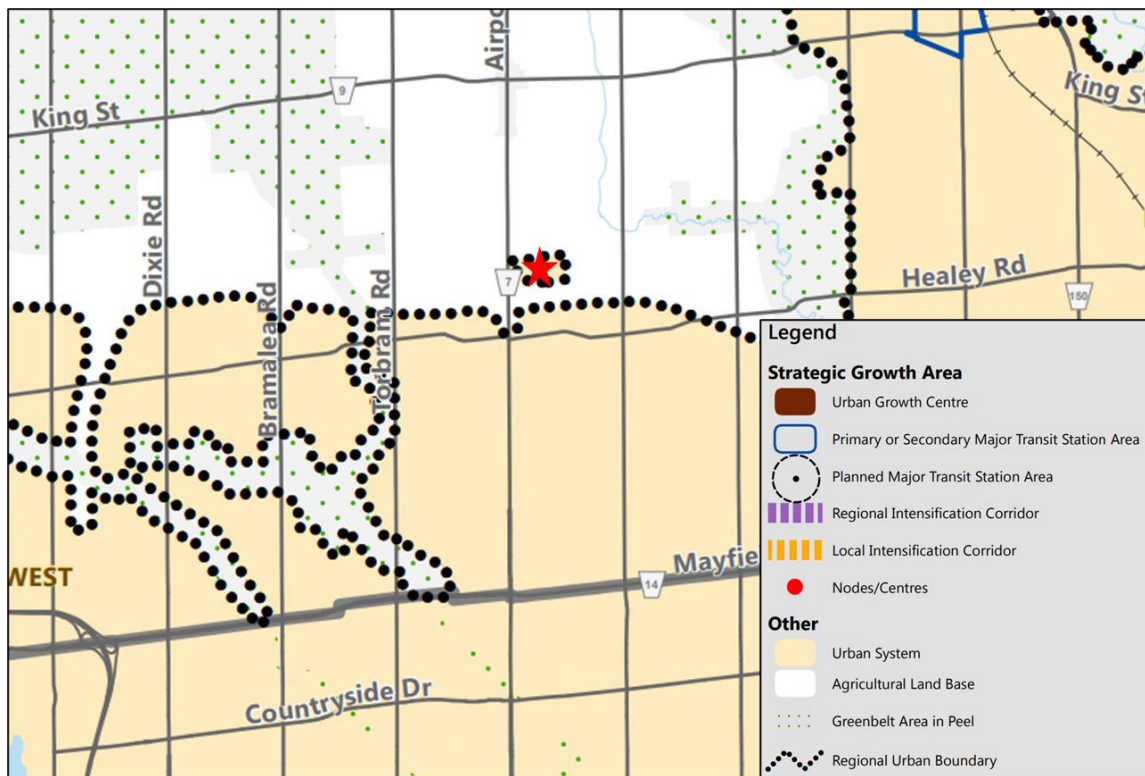 Airpo
King St
9
King St
Dixie Rd
Bramalea Rd
Torbram Rd
7
Healey Rd
150
WEST
Mayfie
14
Countryside Dr
Legend
Strategic Growth Area
Urban Growth Centre
Primary or Secondary Major Transit Station Area
Planned Major Transit Station Area
Regional Intensification Corridor
Local Intensification Corridor
Nodes/Centres
Other
Urban System
Agricultural Land Base
Greenbelt Area in Peel
Regional Urban Boundary